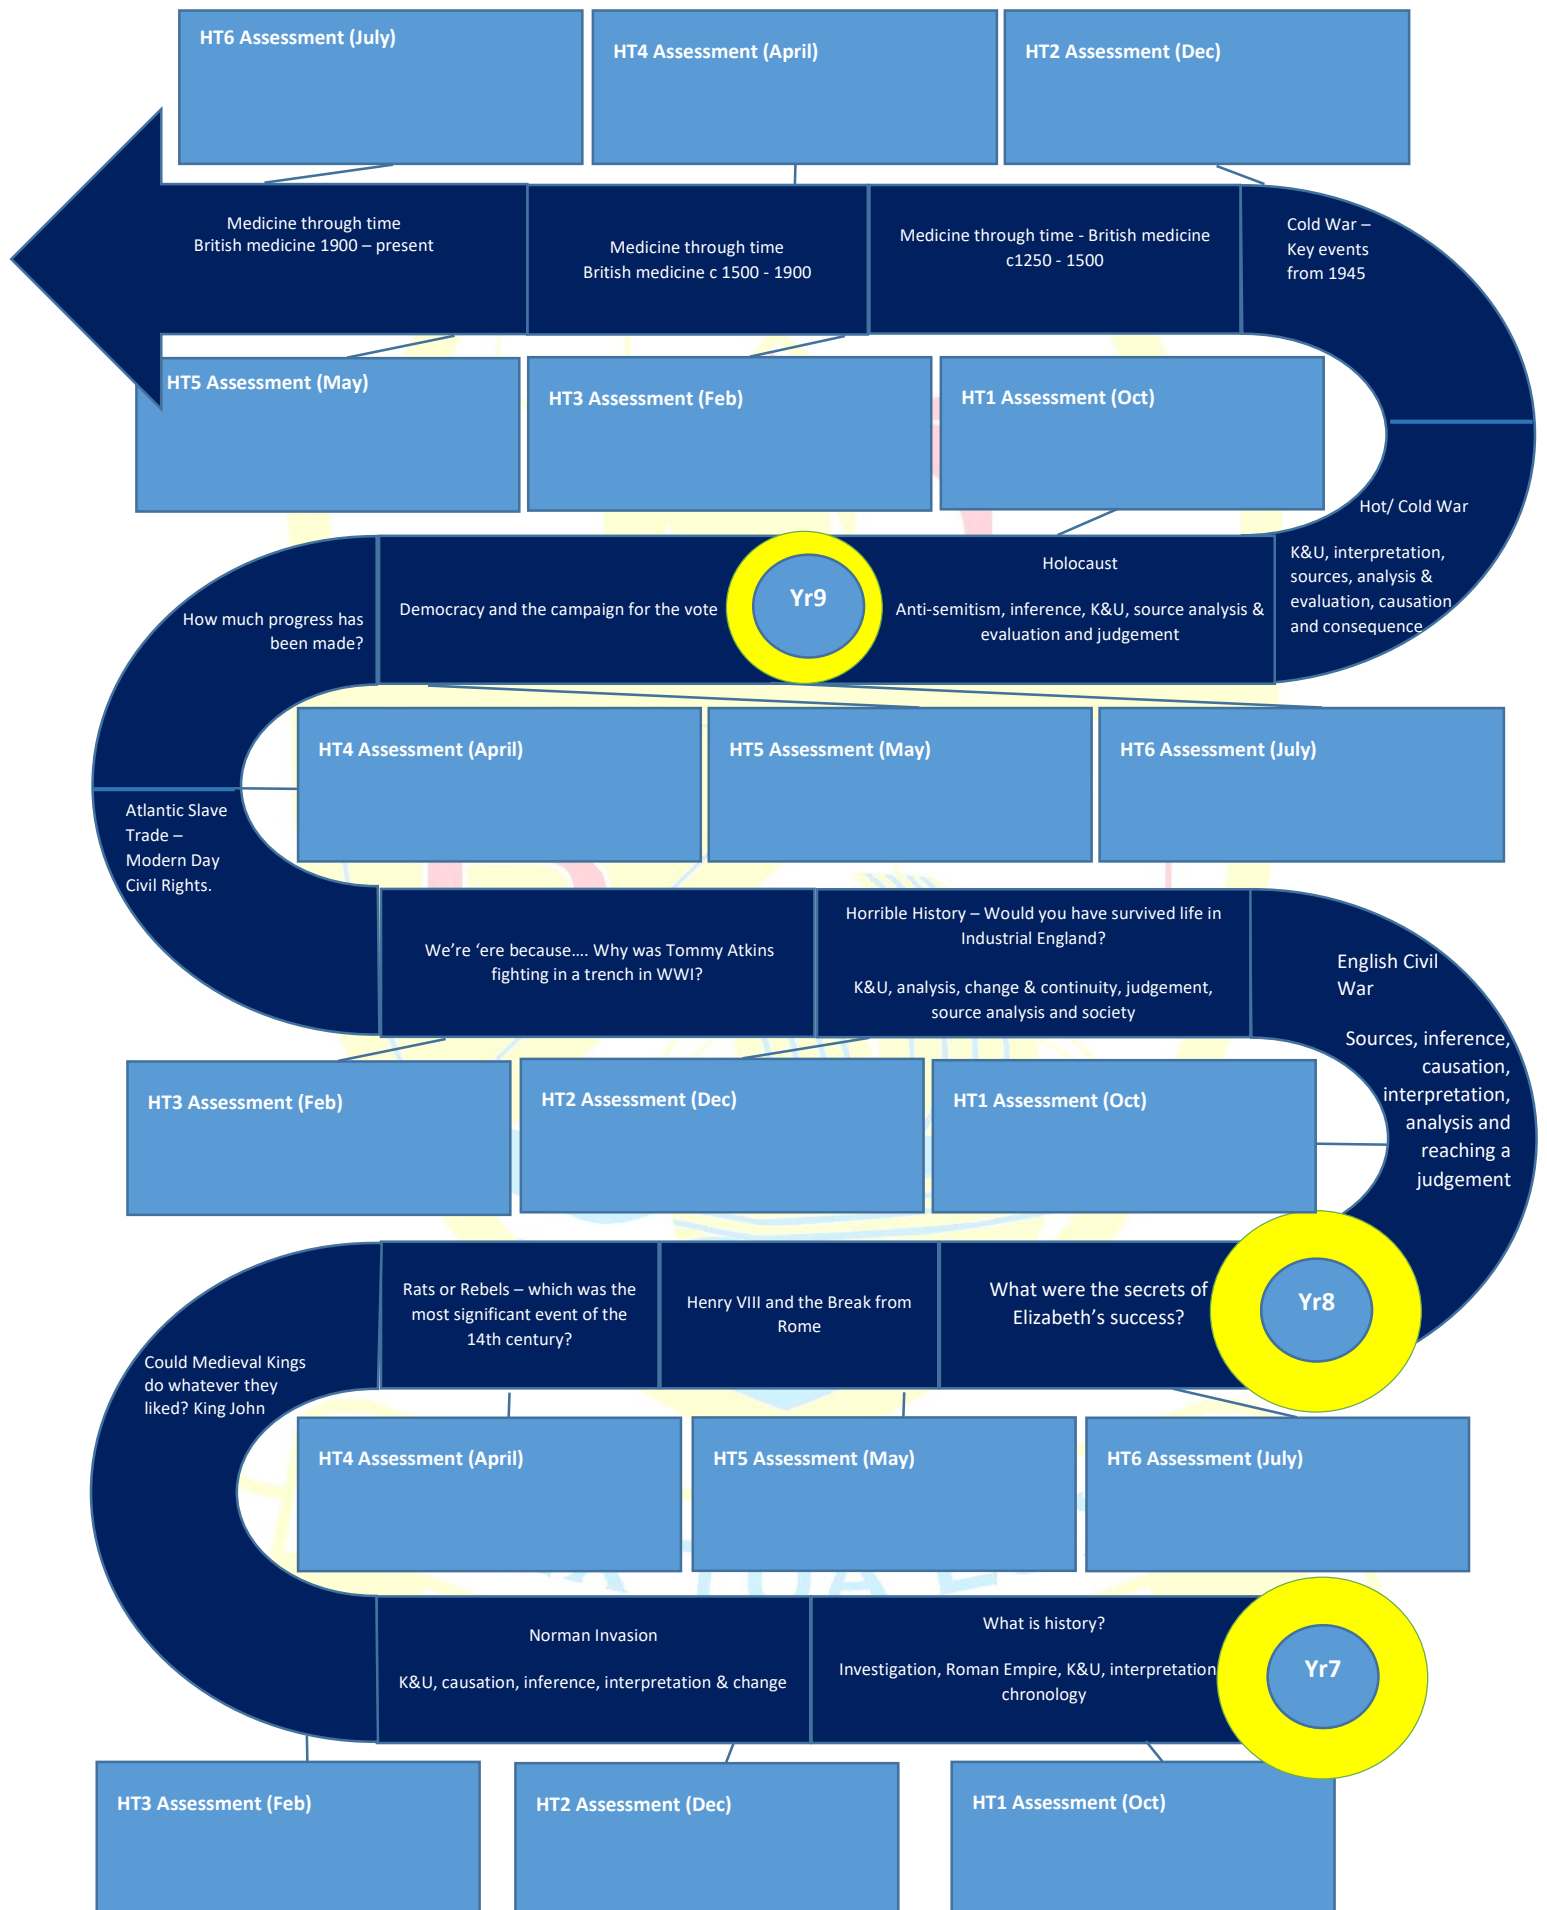 HT6 Assessment (July)
HT4 Assessment (April)
HT2 Assessment (Dec)
Medicine through time
British medicine 1900 – present
Medicine through time
British medicine c 1500 - 1900
Medicine through time - British medicine
c1250 - 1500
Cold War –
Key events
from 1945
HT5 Assessment (May)
HT3 Assessment (Feb)
HT1 Assessment (Oct)
Hot/ Cold War
K&U, interpretation,
sources, analysis &
evaluation, causation
and consequence
How much progress has
been made?
Democracy and the campaign for the vote
Yr9
Holocaust
Anti-semitism, inference, K&U, source analysis &
evaluation and judgement
HT4 Assessment (April)
HT5 Assessment (May)
HT6 Assessment (July)
Atlantic Slave
Trade –
Modern Day
Civil Rights.
We're ‘ere because…. Why was Tommy Atkins
fighting in a trench in WWI?
Horrible History – Would you have survived life in
Industrial England?
K&U, analysis, change & continuity, judgement,
source analysis and society
English Civil
War
Sources, inference,
causation,
interpretation,
analysis and
reaching a
judgement
HT3 Assessment (Feb)
HT2 Assessment (Dec)
HT1 Assessment (Oct)
Rats or Rebels – which was the
most significant event of the
14th century?
Henry VIII and the Break from
Rome
What were the secrets of
Elizabeth’s success?
Yr8
Could Medieval Kings
do whatever they
liked? King John
HT4 Assessment (April)
HT5 Assessment (May)
HT6 Assessment (July)
TUA
Norman Invasion
K&U, causation, inference, interpretation & change
What is history?
Investigation, Roman Empire, K&U, interpretation
chronology
Yr7
HT3 Assessment (Feb)
HT2 Assessment (Dec)
HT1 Assessment (Oct)